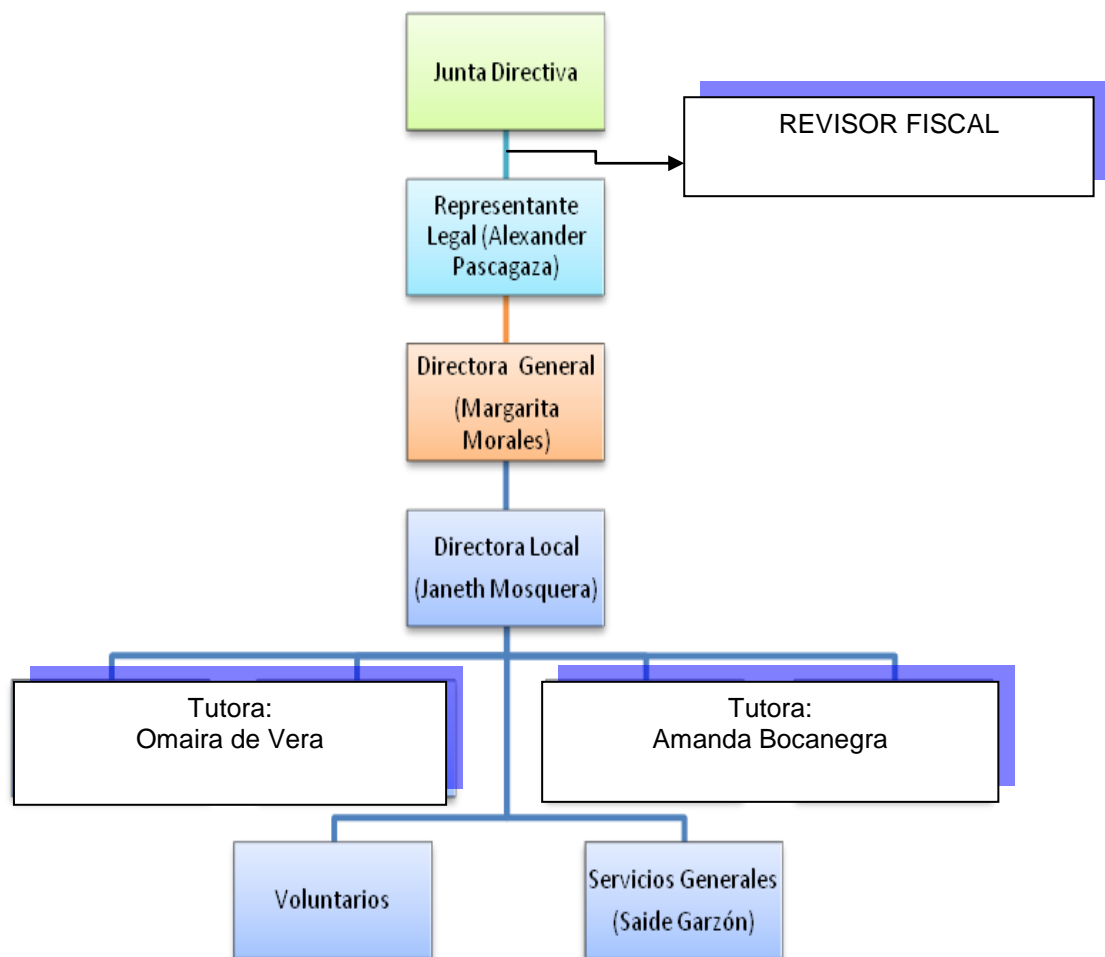 Junta Directiva
REVISOR FISCAL
Representante
Legal (Alexander
Pascagaza)
Directora General
(Margarita
Morales)
Directora Local
(Janeth Mosquera)
Tutora:
Omaira de Vera
Tutora:
Amanda Bocanegra
Voluntarios
Servicios Generales
(Saide Garzón)